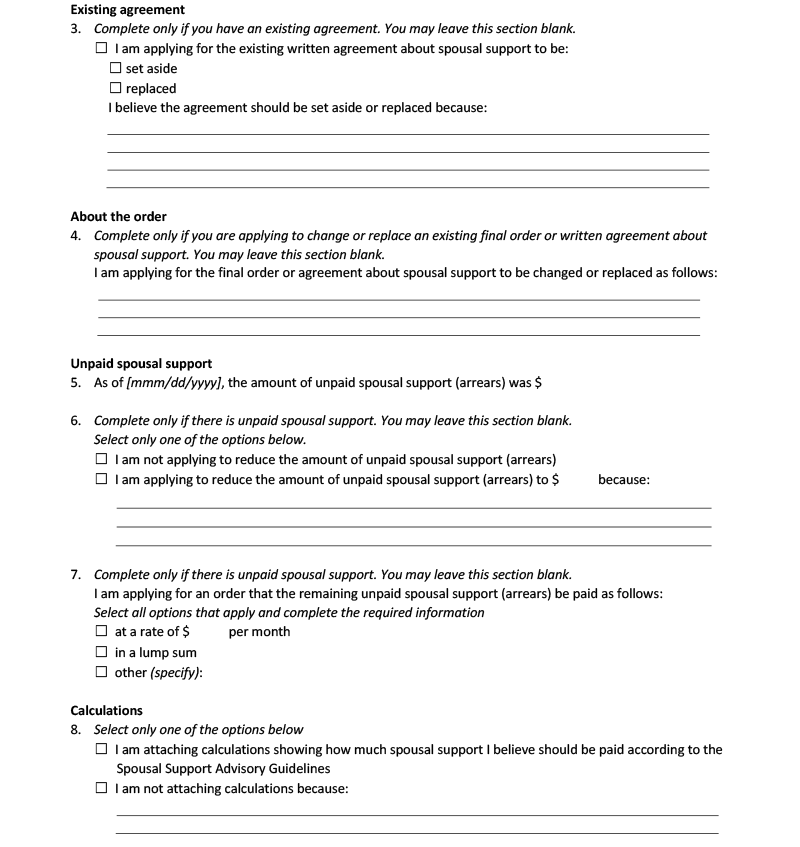 Existing agreement
3. Complete only if you have an existing agreement. You may leave this section blank.
☐ I am applying for the existing written agreement about spousal support to be:
☐ set aside
☐ replaced
I believe the agreement should be set aside or replaced because:
About the order
4. Complete only if you are applying to change or replace an existing final order or written agreement about
spousal support. You may leave this section blank.
I am applying for the final order or agreement about spousal support to be changed or replaced as follows:
Unpaid spousal support
5. As of [mmm/dd/yyyy], the amount of unpaid spousal support (arrears) was $
6. Complete only if there is unpaid spousal support. You may leave this section blank.
Select only one of the options below.
☐ I am not applying to reduce the amount of unpaid spousal support (arrears)
☐ I am applying to reduce the amount of unpaid spousal support (arrears) to $ because:
7. Complete only if there is unpaid spousal support. You may leave this section blank.
I am applying for an order that the remaining unpaid spousal support (arrears) be paid as follows:
Select all options that apply and complete the required information
☐ at a rate of $ per month
☐ in a lump sum
☐ other (specify):
Calculations
8. Select only one of the options below
☐ I am attaching calculations showing how much spousal support I believe should be paid according to the
Spousal Support Advisory Guidelines
☐ I am not attaching calculations because: